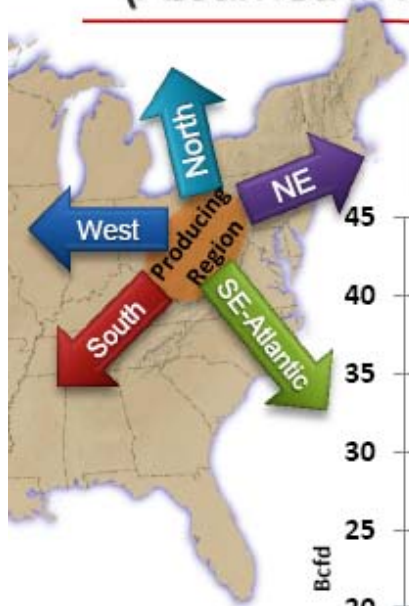 North
NE
West
Producing
Region
South
SE-Atlantic
45
40
35
30
25
Bcfd